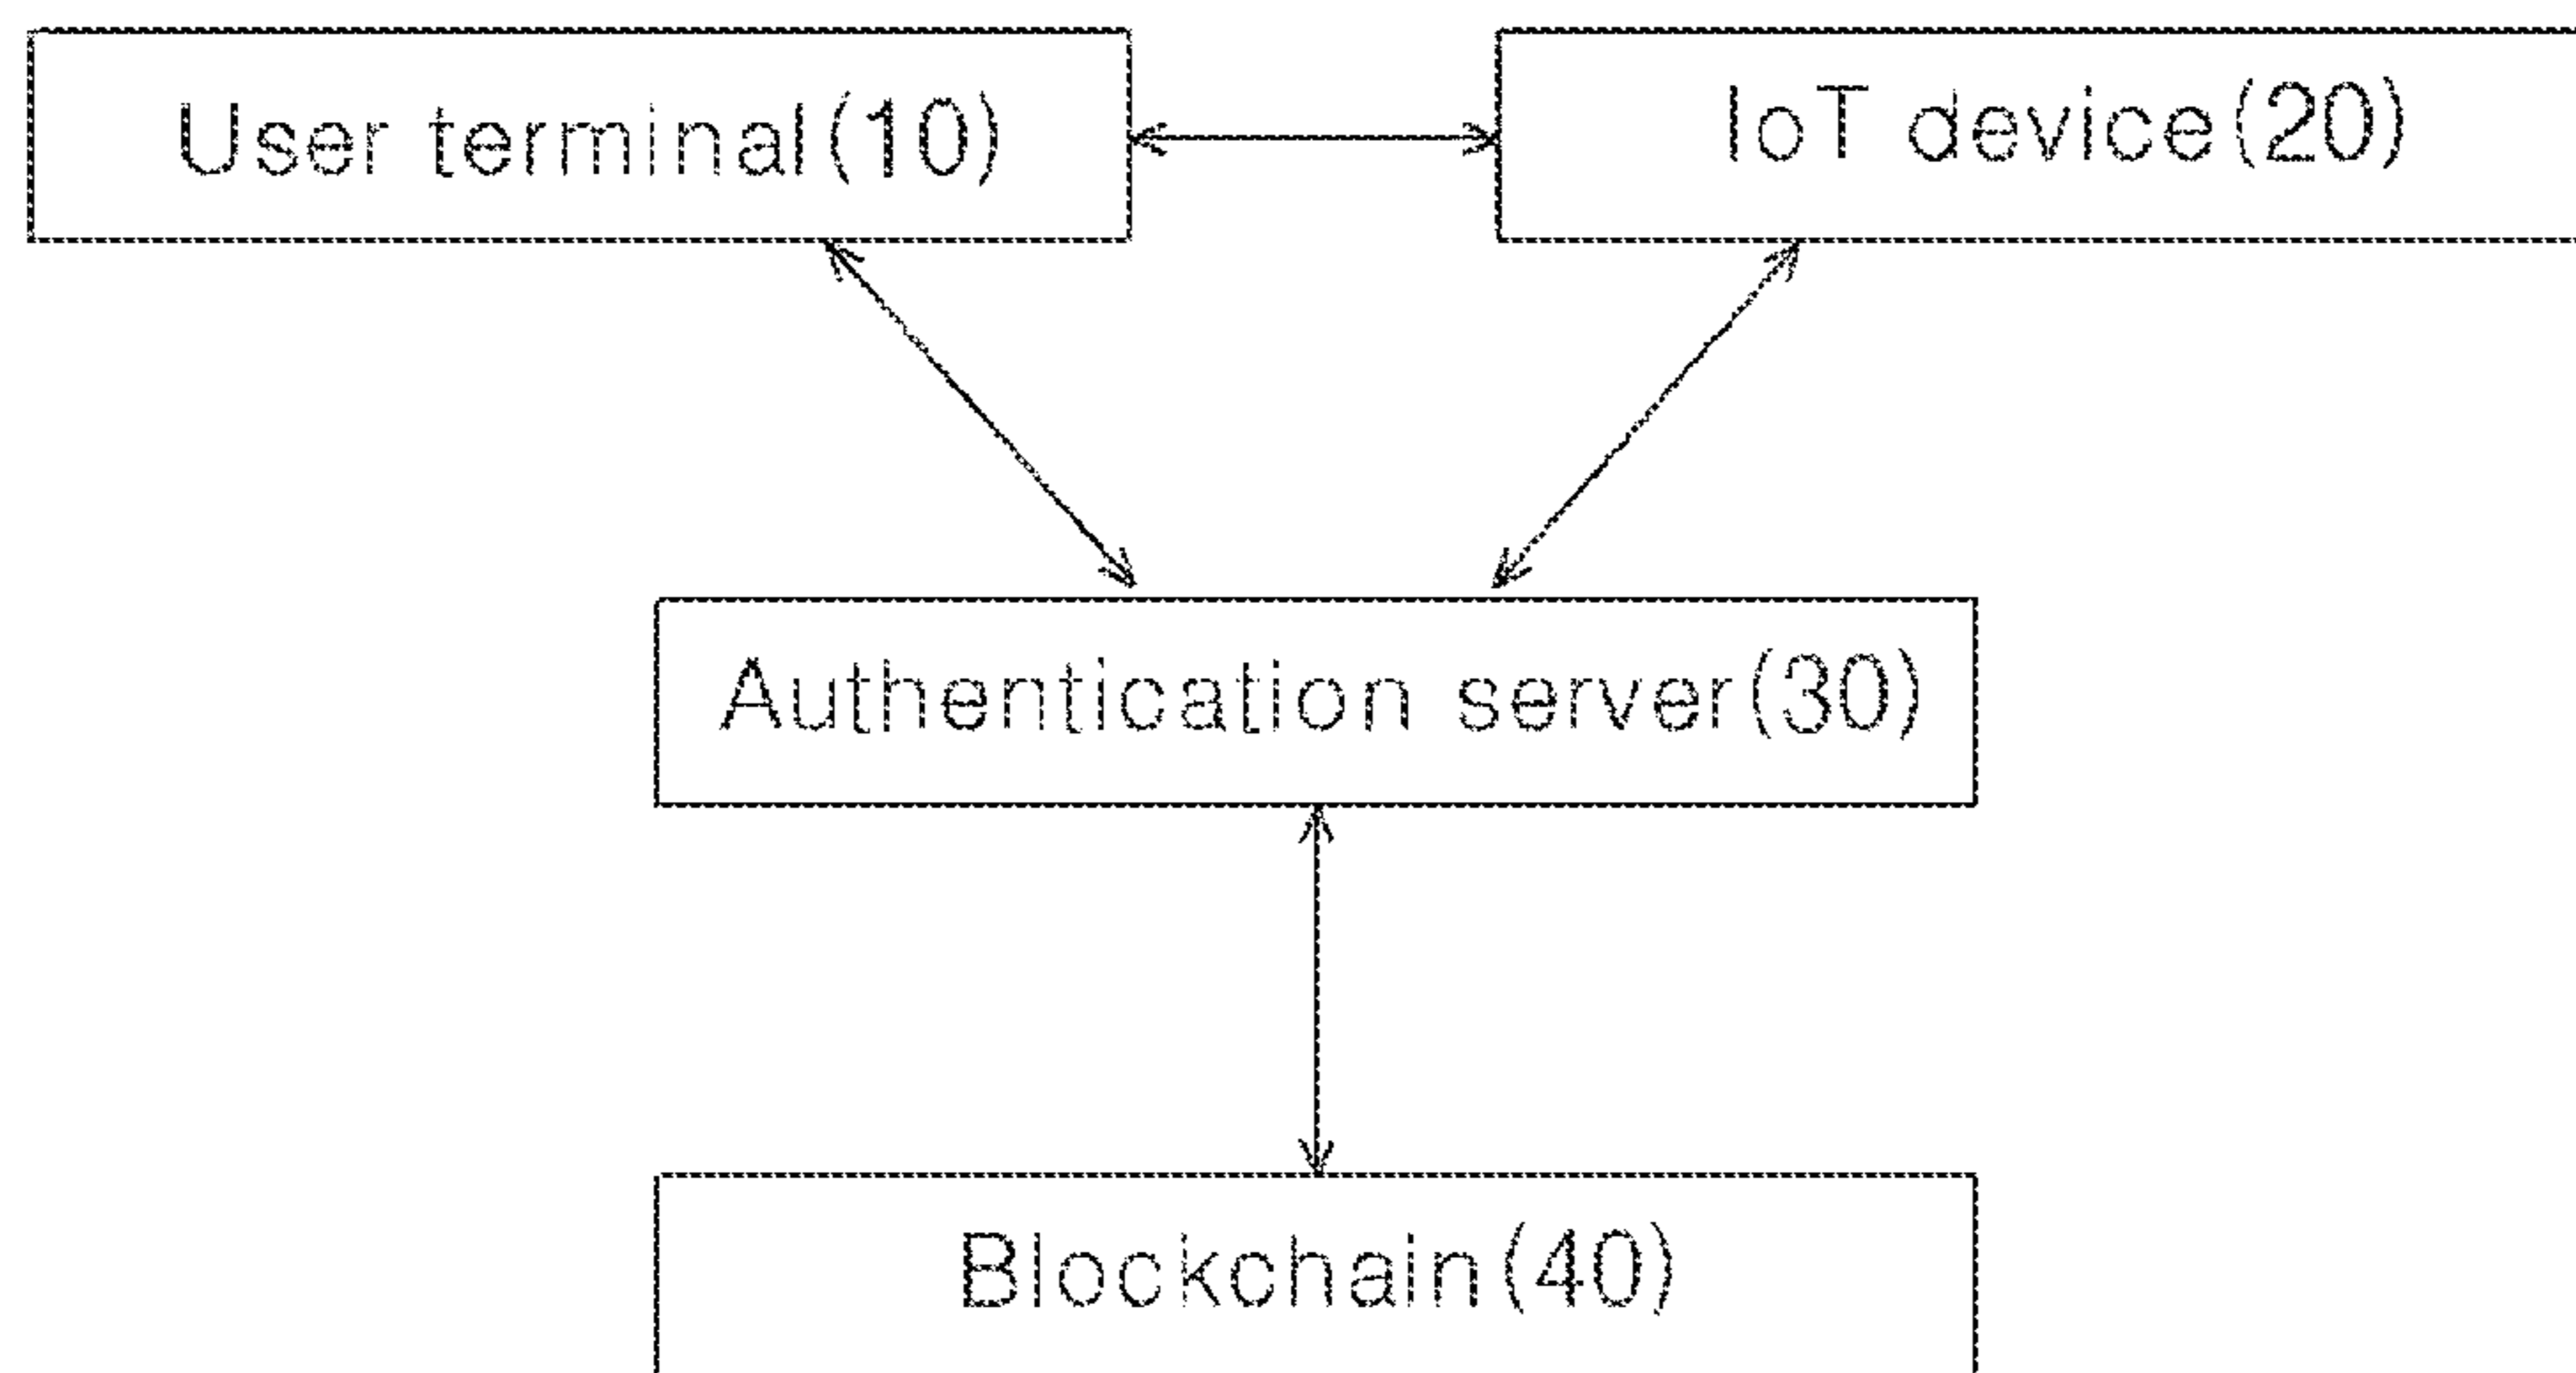 User terminal(10)
IoT device(20)
Authentication server(30)
Blockchain(40)